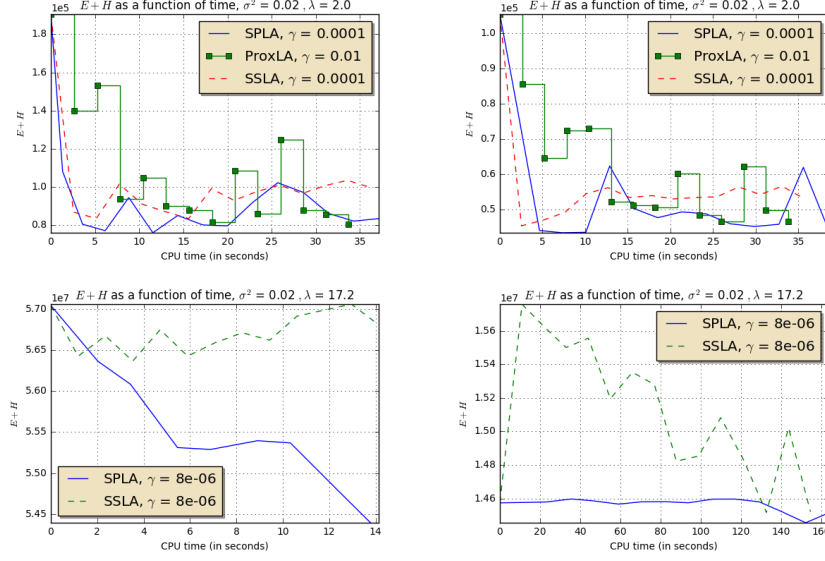 E + H as a function of time, σ² = 0.02 , λ = 2.0
1e5
SPLA, γ = 0.0001
ProxLA, γ = 0.01
SSLA, γ = 0.0001
1.8
1.6
1.4
1.2
1.0
0.8
E + H
0 5 10 15 20 25 30 35
CPU time (in seconds)
E + H as a function of time, σ² = 0.02 , λ = 2.0
1e5
SPLA, γ = 0.0001
ProxLA, γ = 0.01
SSLA, γ = 0.0001
1.0
0.9
0.8
0.7
0.6
0.5
E + H
0 5 10 15 20 25 30 35
CPU time (in seconds)
1e7 E + H as a function of time, σ² = 0.02 , λ = 17.2
5.70
5.65
5.60
5.55
5.50
5.45
E + H
SPLA, γ = 8e-06
SSLA, γ = 8e-06
0 2 4 6 8 10 12 14
CPU time (in seconds)
1e7 E + H as a function of time, σ² = 0.02 , λ = 17.2
SPLA, γ = 8e-06
SSLA, γ = 8e-06
1.56
1.54
1.52
1.50
1.48
1.46
E + H
0 20 40 60 80 100 120 140 160
CPU time (in seconds)